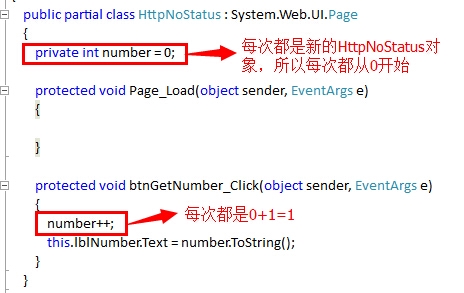 public partial class HttpNoStatus : System.Web.UI.Page
{
private int number = 0;
每次都是新的HttpNoStatus对
象，所以每次都从0开始
protected void Page_Load(object sender, EventArgs e)
{
}
protected void btnGetNumber_Click(object sender, EventArgs e)
{
number++;
每次都是0+1=1
this.lblNumber.Text = number.ToString();
}
}